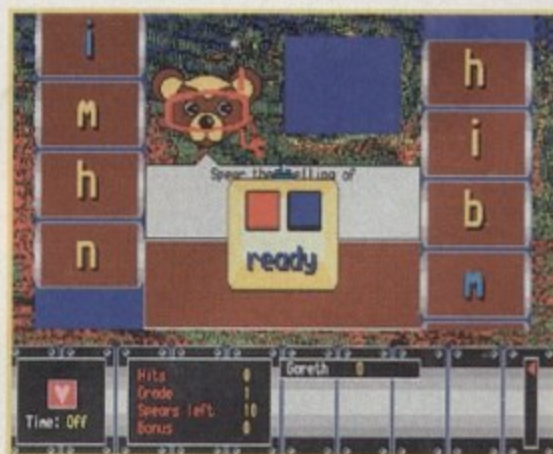 i
m
h
n
Spear the spelling of
ready
h
i
b
m
Time: Off
Hits 0
Grade 1
Spears left 10
Bonus 0
Gareth 0